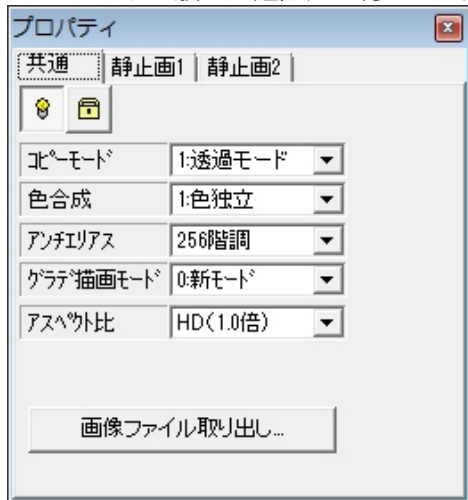 プロパティ
共通 静止画1 静止画2
ｺﾋﾟｰﾓｰﾄﾞ 1:透過モード
色合成 1:色独立
ｱﾝﾁｴﾘｱｽ 256階調
ｸﾞﾗﾃﾞ描画ﾓｰﾄﾞ 0:新ﾓｰﾄﾞ
ｱｽﾍﾟｸﾄ比 HD(1.0倍)
画像ファイル取り出し...